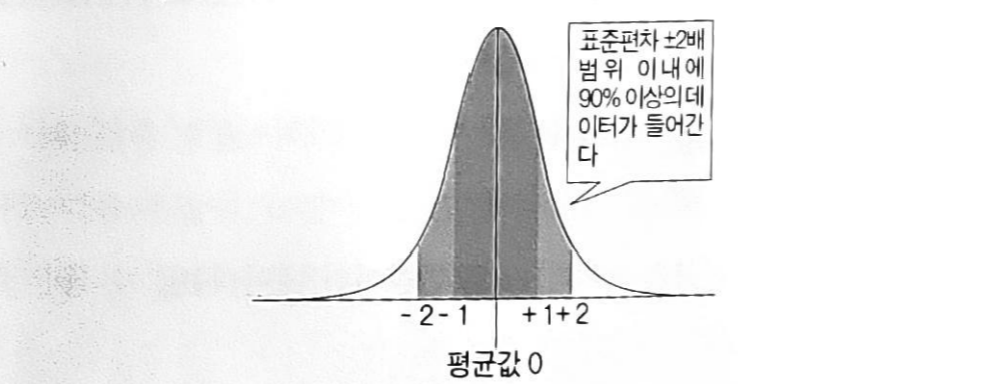 표준편차 ±2배
범위 이내에
90% 이상의 데
이터가 들어간
다
-2 -1 +1 +2
평균값 0